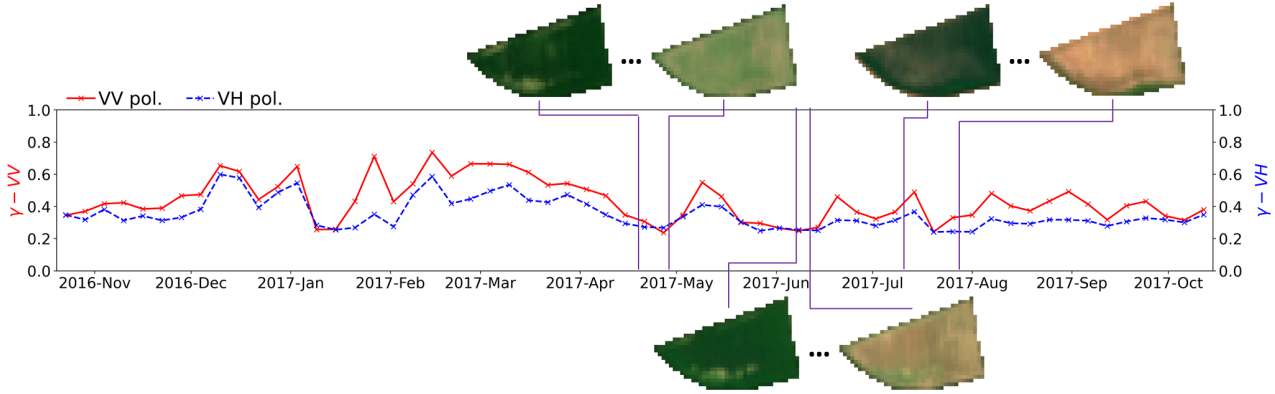 ... ...
VV pol. VH pol.
1.0 1.0
0.8 0.8
0.6 0.6
0.4 0.4
0.2 0.2
0.0 0.0
γ − VV
γ − VH
2016-Nov 2016-Dec 2017-Jan 2017-Feb 2017-Mar 2017-Apr 2017-May 2017-Jun 2017-Jul 2017-Aug 2017-Sep 2017-Oct
...